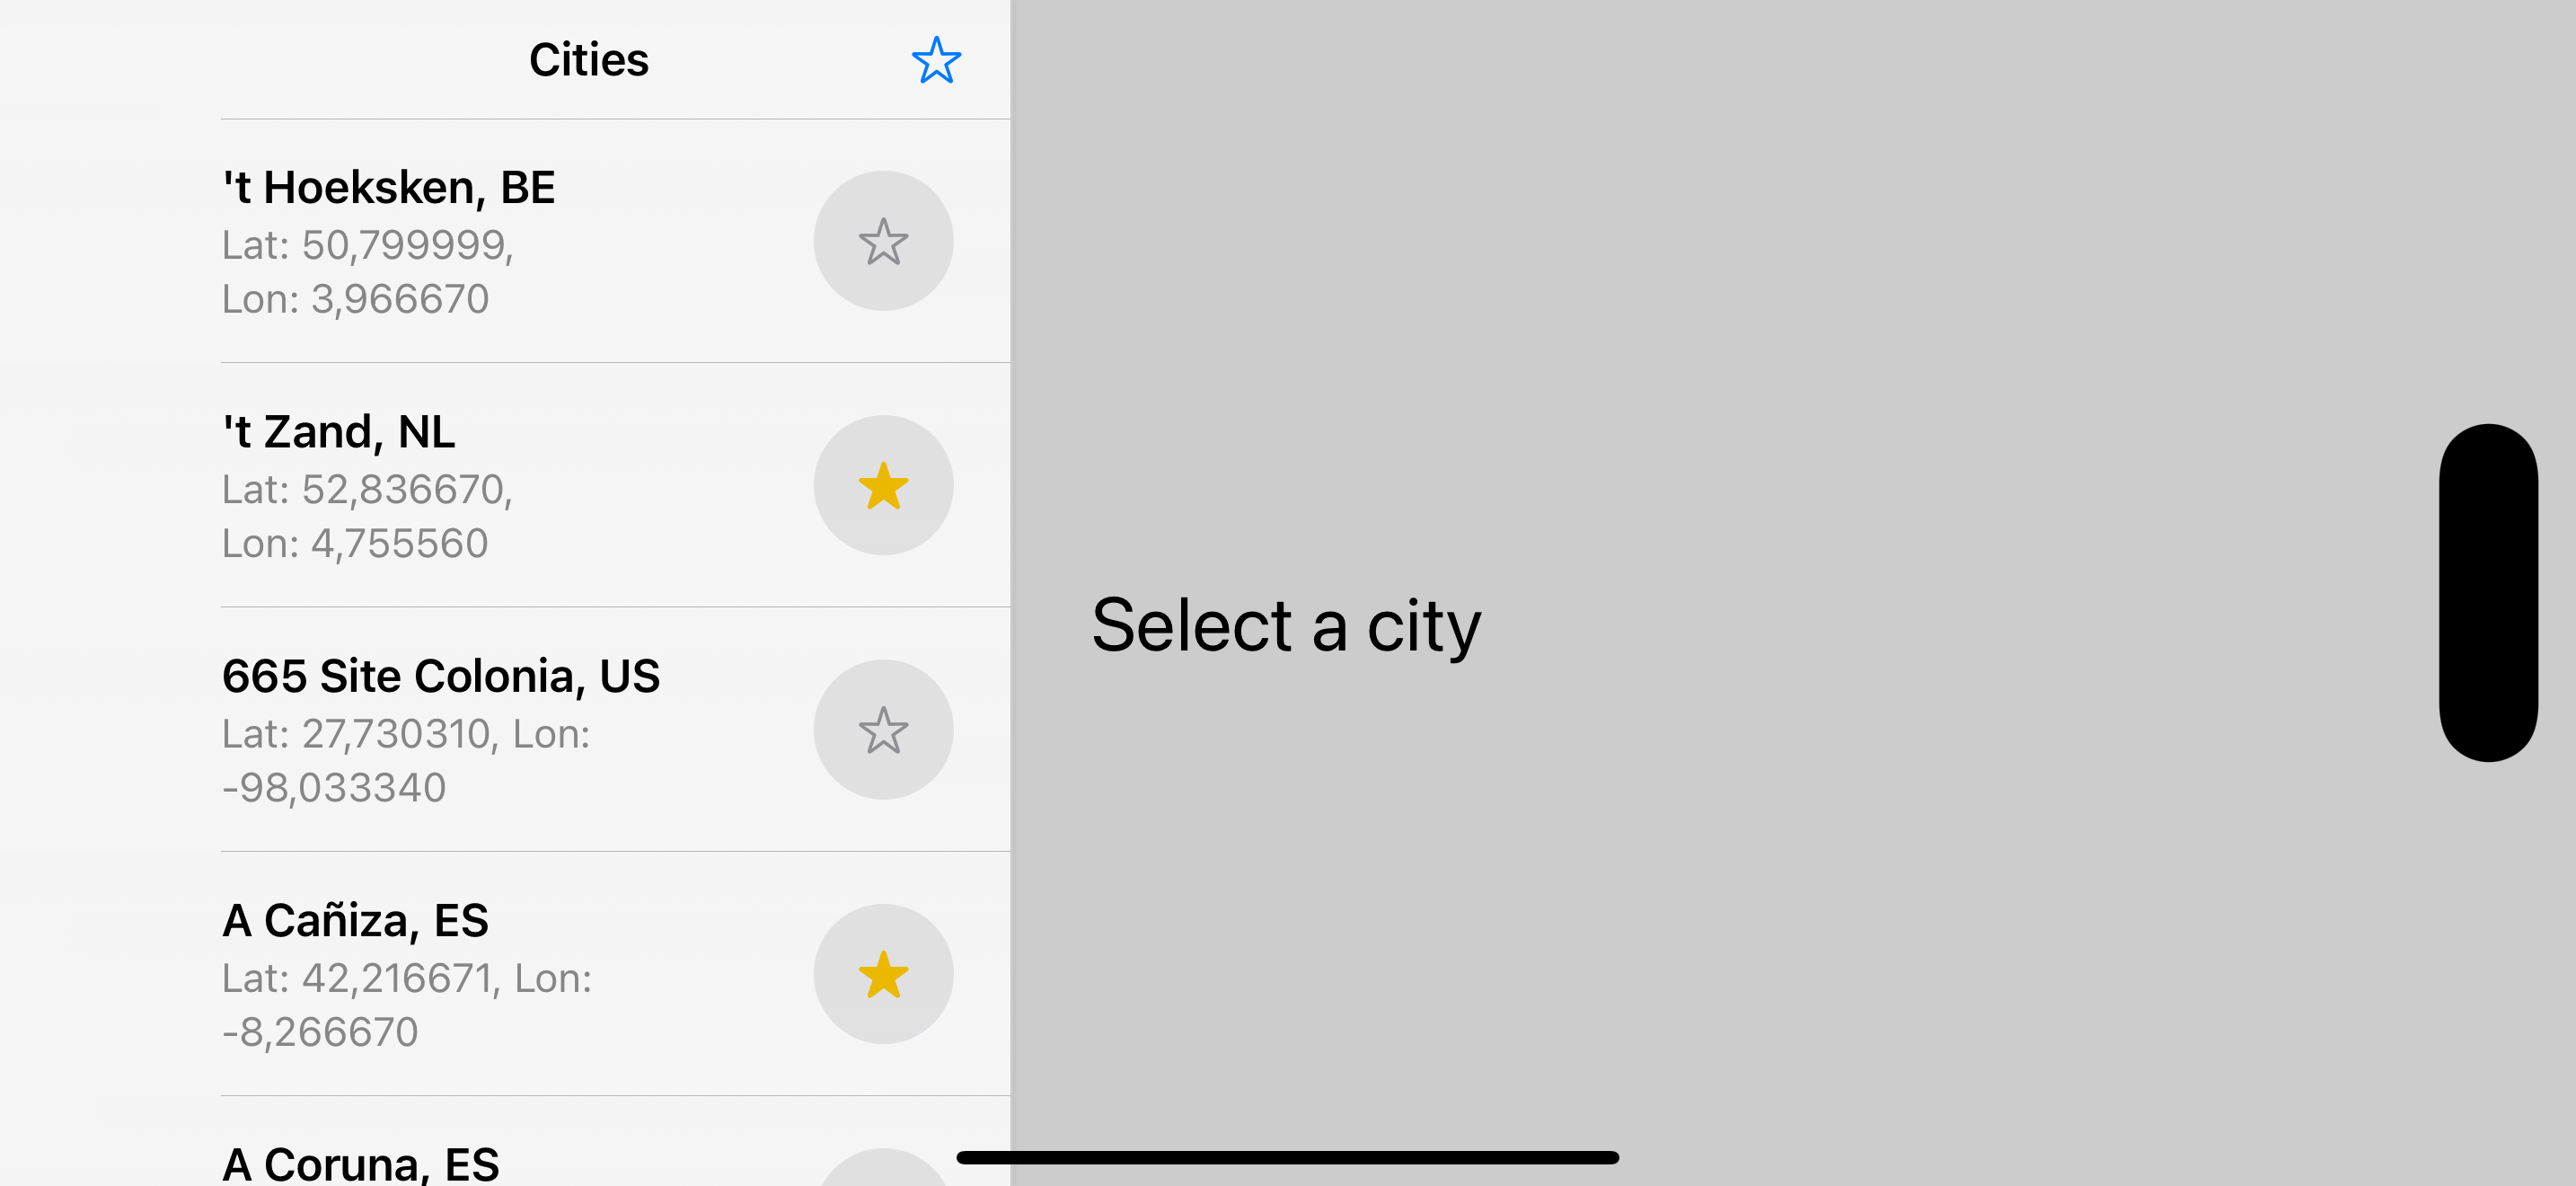 Cities
't Hoeksken, BE
Lat: 50,799999,
Lon: 3,966670
't Zand, NL
Lat: 52,836670,
Lon: 4,755560
665 Site Colonia, US
Lat: 27,730310, Lon:
-98,033340
A Cañiza, ES
Lat: 42,216671, Lon:
-8,266670
A Coruna, ES
Select a city